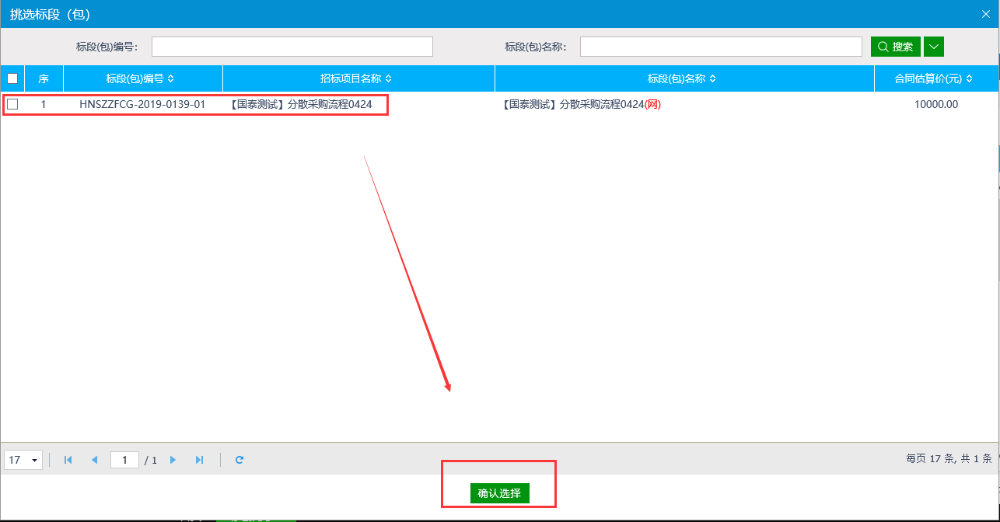 挑选标段（包）
标段(包)编号： 标段(包)名称： 搜索
序 标段(包)编号 招标项目名称 标段(包)名称 合同估算价(元)
1 HNSZZFCG-2019-0139-01 【国泰测试】分散采购流程0424 【国泰测试】分散采购流程0424(网) 10000.00
17 1 / 1 每页 17 条, 共 1 条
确认选择